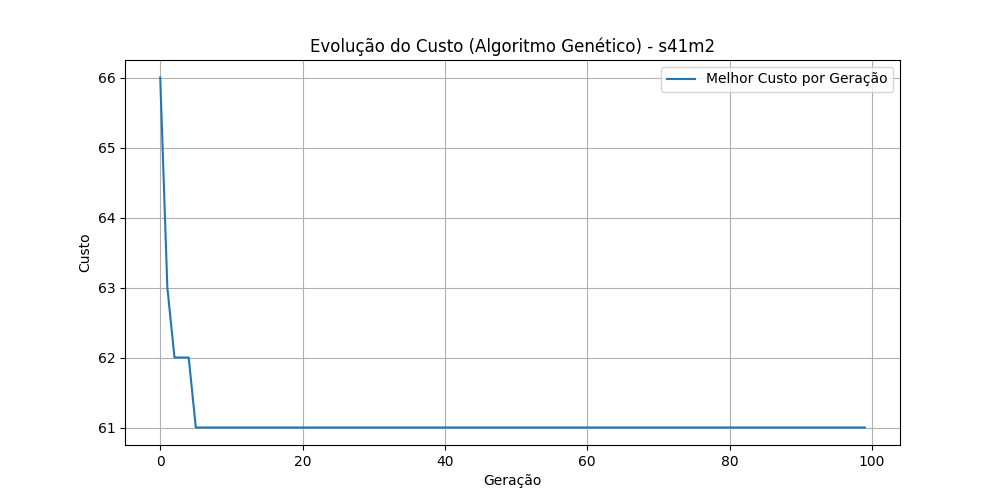 Evolução do Custo (Algoritmo Genético) - s41m2
Melhor Custo por Geração
66
65
64
63
62
61
Custo
0 20 40 60 80 100
Geração